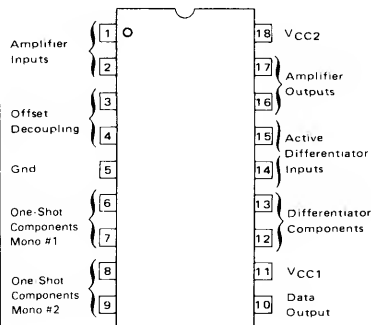 Amplifier
Inputs
1
2
Offset
Decoupling
3
4
Gnd
5
One-Shot
Components
Mono #1
6
7
One-Shot
Components
Mono #2
8
9
18 VCC2
17
16
Amplifier
Outputs
15
14
Active
Differentiator
Inputs
13
12
Differentiator
Components
11 VCC1
10
Data
Output